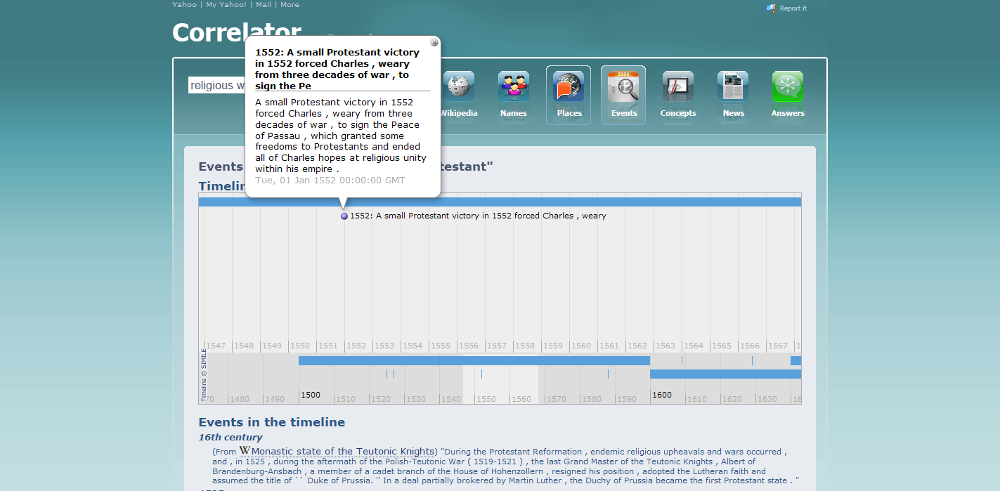 Yahoo | My Yahoo! | Mail | More
Report it
Correlator
1552: A small Protestant victory
in 1552 forced Charles , weary
from three decades of war , to
sign the Pe
A small Protestant victory in 1552
forced Charles , weary from three
decades of war , to sign the Peace
of Passau , which granted some
freedoms to Protestants and ended
all of Charles hopes at religious unity
within his empire .
Tue, 01 Jan 1552 00:00:00 GMT
religious w
Wikipedia
Names
Places
2008
Events
Concepts
News
Answers
Events
testant"
Timelin
1552: A small Protestant victory in 1552 forced Charles , weary
1547 1548 1549 1550 1551 1552 1553 1554 1555 1556 1557 1558 1559 1560 1561 1562 1563 1564 1565 1566 1567 1
Timeline © SIMILE
70 1480 1490 1500 1510 1520 1530 1540 1550 1560 1570 1580 1590 1600 1610 1620 1630 16
Events in the timeline
16th century
(From W Monastic state of the Teutonic Knights) "During the Protestant Reformation , endemic religious upheavals and wars occurred ,
and , in 1525 , during the aftermath of the Polish-Teutonic War ( 1519-1521 ) , the last Grand Master of the Teutonic Knights , Albert of
Brandenburg-Ansbach , a member of a cadet branch of the House of Hohenzollern , resigned his position , adopted the Lutheran faith and
assumed the title of `` Duke of Prussia. '' In a deal partially brokered by Martin Luther , the Duchy of Prussia became the first Protestant state . "